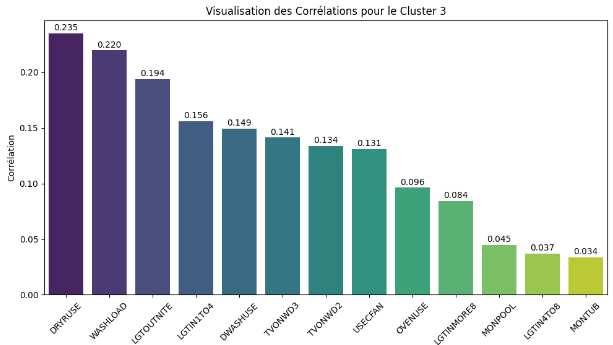 Visualisation des Corrélations pour le Cluster 3
Corrélation
0.20
0.15
0.10
0.05
0.00
0.235
0.220
0.194
0.156
0.149
0.141
0.134
0.131
0.096
0.084
0.045
0.037
0.034
DRYRUSE
WASHLOAD
LGTOUTNITE
LGTIN1TO4
DWASHUSE
TVONWD3
TVONWD2
USECFAN
OVENUSE
LGTINMORE8
MONPOOL
LGTIN4TO8
MONTUB